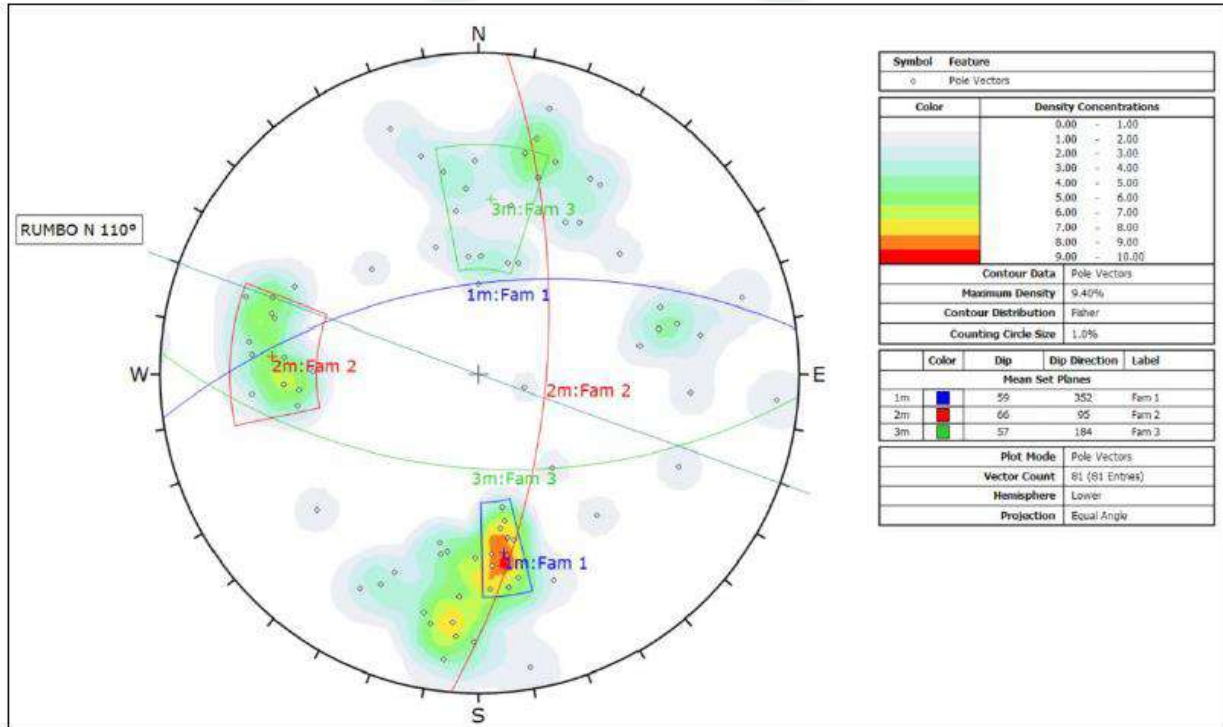 N
RUMBO N 110°
3m:Fam 3
1m:Fam 1
2m:Fam 2
W
E
2m:Fam 2
3m:Fam 3
1m:Fam 1
S
Symbol Feature
Pole Vectors
Color Density Concentrations
0.00 - 1.00
1.00 - 2.00
2.00 - 3.00
3.00 - 4.00
4.00 - 5.00
5.00 - 6.00
6.00 - 7.00
7.00 - 8.00
8.00 - 9.00
9.00 - 10.00
Contour Data Pole Vectors
Maximum Density 9.40%
Contour Distribution Fisher
Counting Circle Size 1.0%
Color Dip Dip Direction Label
Mean Set Planes
1m 59 352 Fam 1
2m 66 95 Fam 2
3m 57 184 Fam 3
Plot Mode Pole Vectors
Vector Count 81 (81 Entries)
Hemisphere Lower
Projection Equal Angle